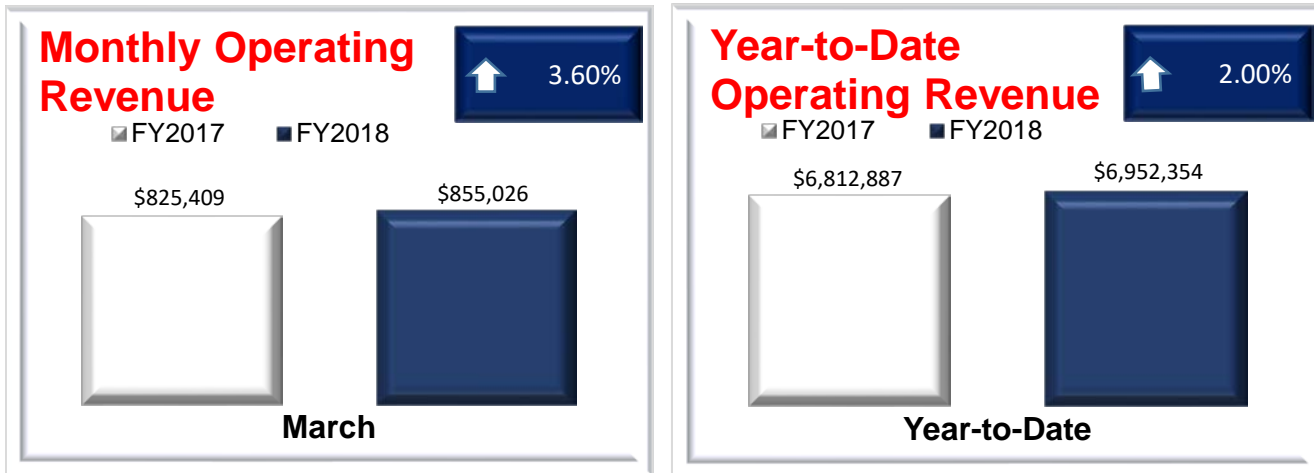 Monthly Operating
Revenue
3.60%
FY2017 FY2018
$825,409 $855,026
March
Year-to-Date
Operating Revenue
2.00%
FY2017 FY2018
$6,812,887 $6,952,354
Year-to-Date